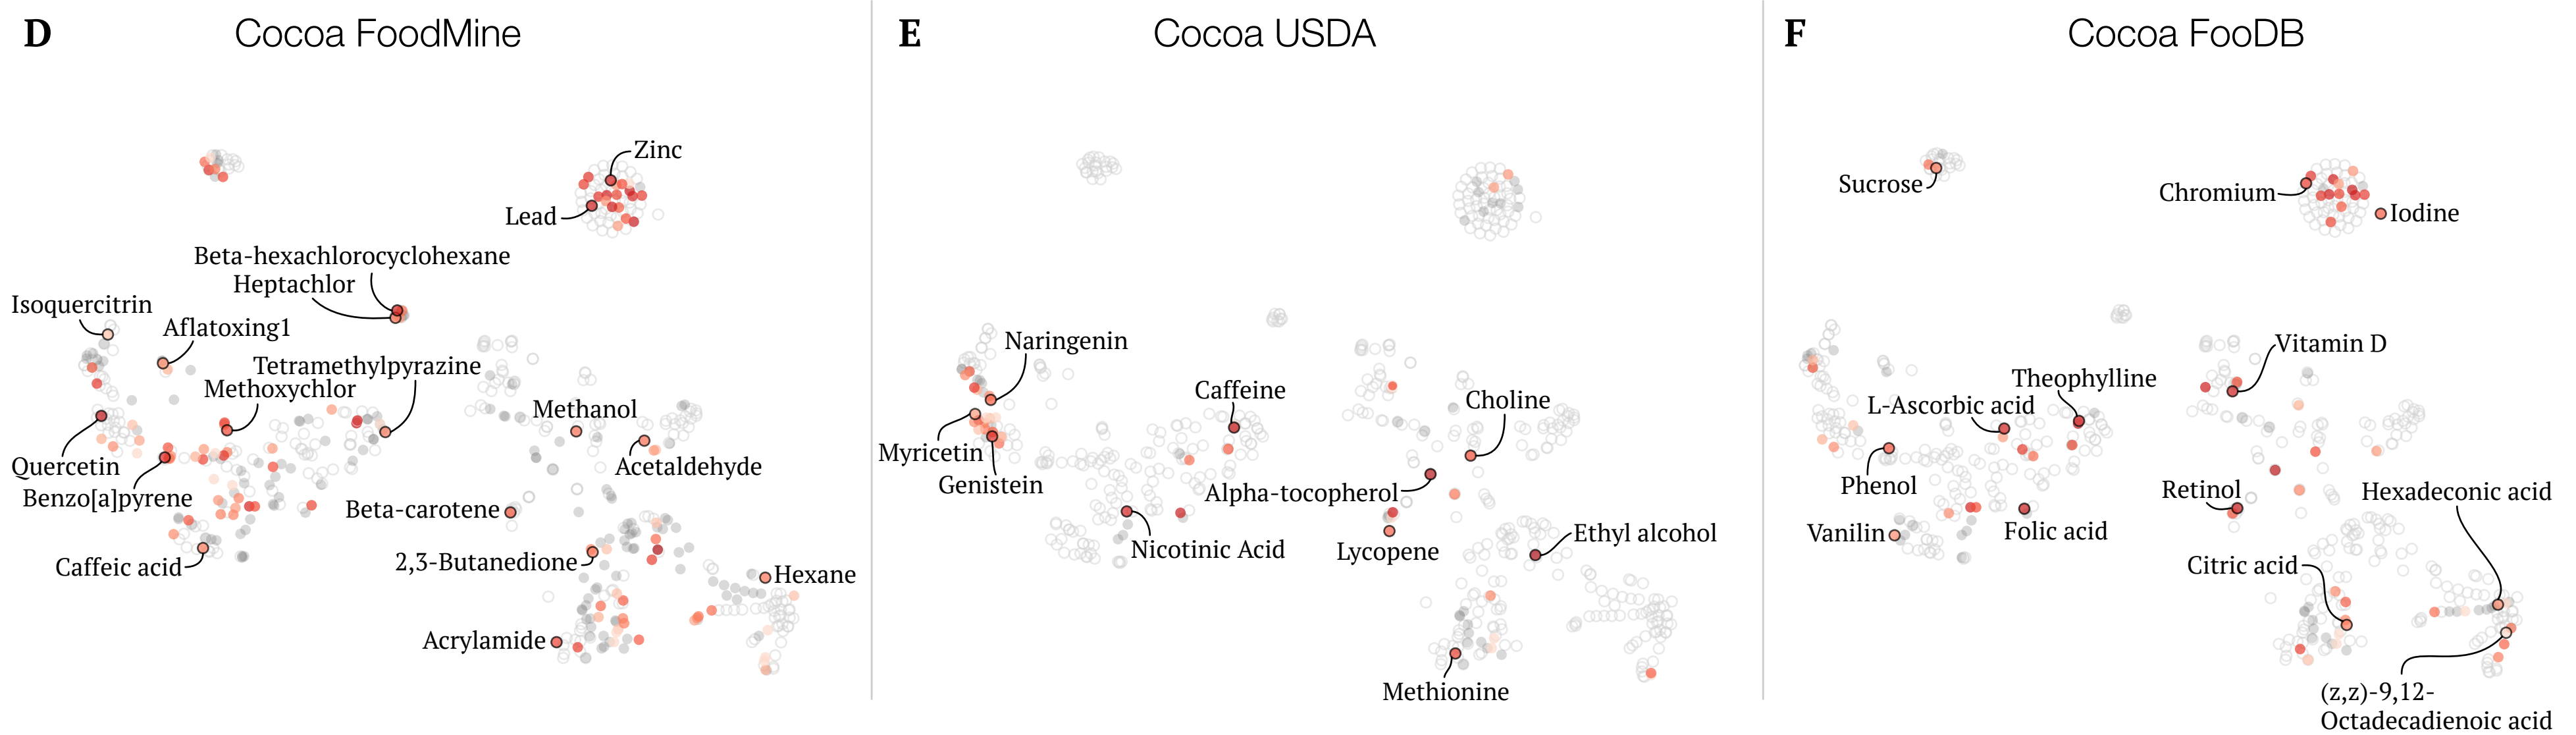 D Cocoa FoodMine
Zinc
Lead
Beta-hexachlorocyclohexane
Heptachlor
Isoquercitrin
Aflatoxing1
Tetramethylpyrazine
Methoxychlor
Methanol
Quercetin
Acetaldehyde
Benzo[a]pyrene
Beta-carotene
2,3-Butanedione
Caffeic acid
Hexane
Acrylamide
E Cocoa USDA
Naringenin
Caffeine
Choline
Myricetin
Genistein
Alpha-tocopherol
Ethyl alcohol
Nicotinic Acid
Lycopene
Methionine
F Cocoa FooDB
Sucrose
Chromium
Iodine
Vitamin D
Theophylline
L-Ascorbic acid
Phenol
Retinol
Hexadeconic acid
Vanilin
Folic acid
Citric acid
(z,z)-9,12-
Octadecadienoic acid